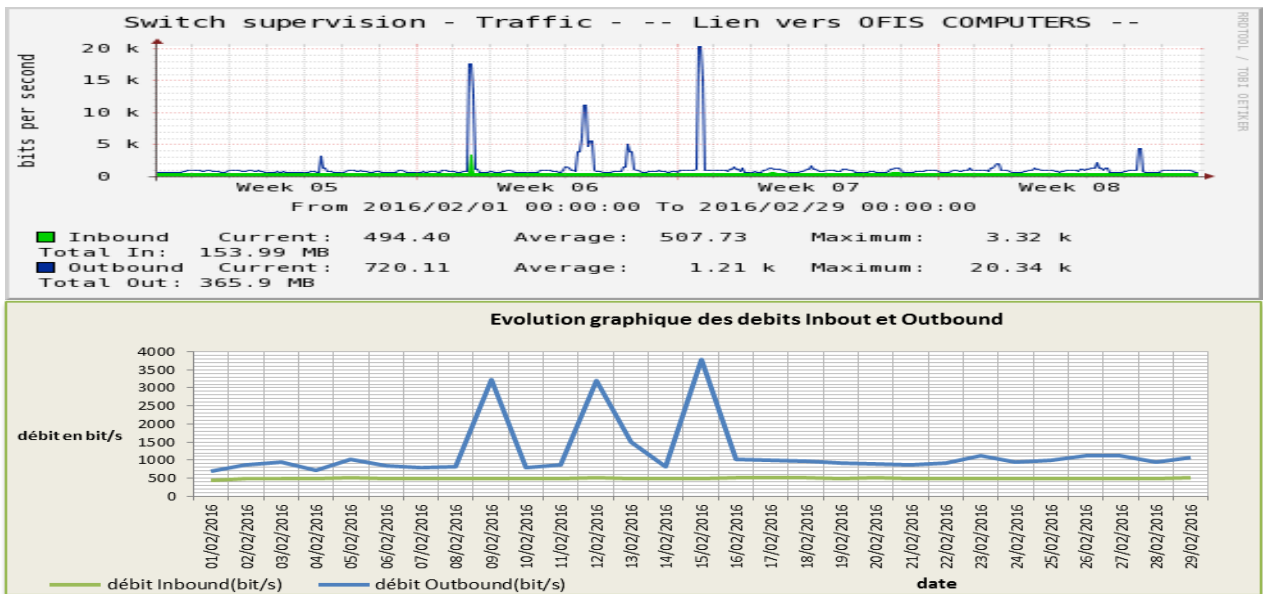 Switch supervision - Traffic - -- Lien vers OFIS COMPUTERS --
RRDTOOL / TOBI OETIKER
bits per second
20 k
15 k
10 k
5 k
0
Week 05 Week 06 Week 07 Week 08
From 2016/02/01 00:00:00 To 2016/02/29 00:00:00
Inbound Current: 494.40 Average: 507.73 Maximum: 3.32 k
Total In: 153.99 MB
Outbound Current: 720.11 Average: 1.21 k Maximum: 20.34 k
Total Out: 365.9 MB
Evolution graphique des debits Inbout et Outbound
débit en bit/s
4000
3500
3000
2500
2000
1500
1000
500
0
01/02/2016 02/02/2016 03/02/2016 04/02/2016 05/02/2016 06/02/2016 07/02/2016 08/02/2016 09/02/2016 10/02/2016 11/02/2016 12/02/2016 13/02/2016 14/02/2016 15/02/2016 16/02/2016 17/02/2016 18/02/2016 19/02/2016 20/02/2016 21/02/2016 22/02/2016 23/02/2016 24/02/2016 25/02/2016 26/02/2016 27/02/2016 28/02/2016 29/02/2016
débit Inbound(bit/s) débit Outbound(bit/s) date